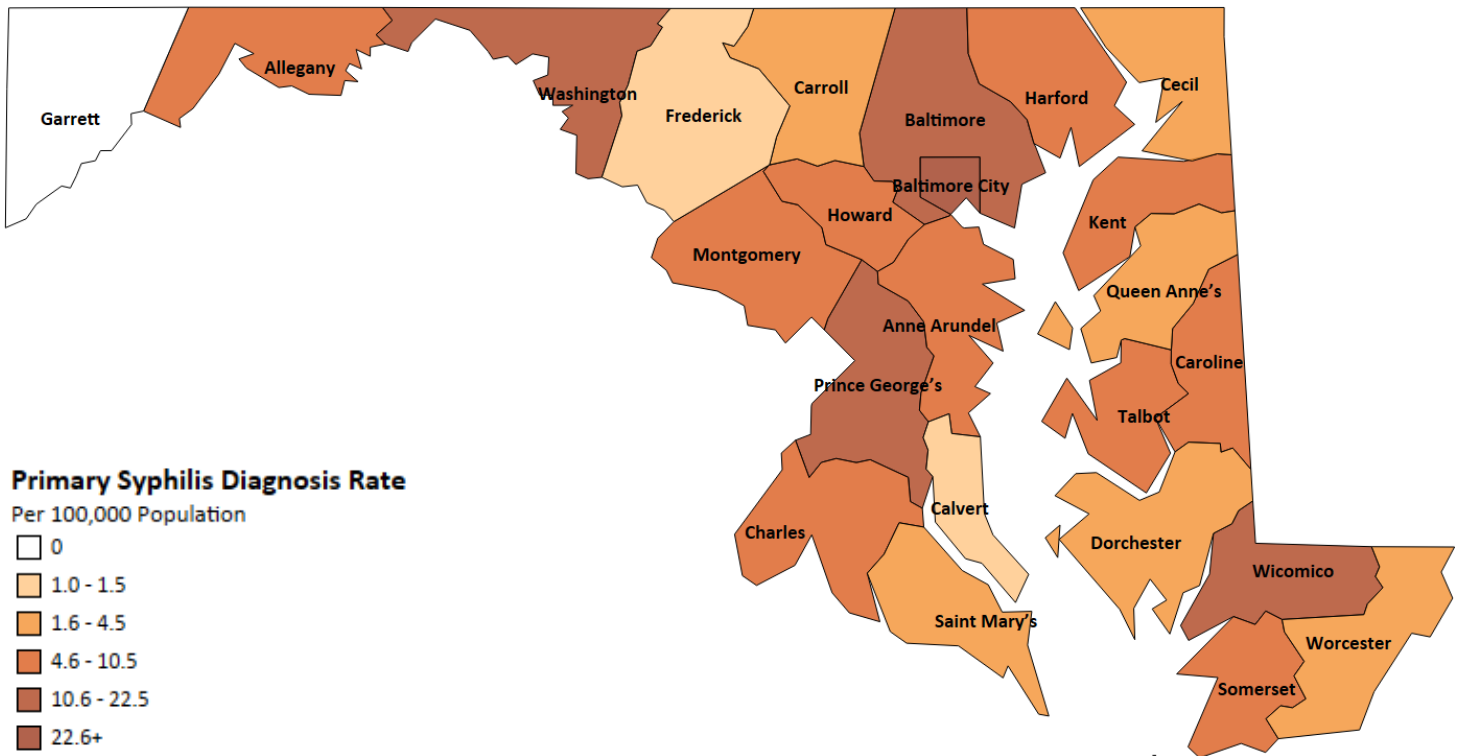 Garrett
Allegany
Washington
Frederick
Carroll
Baltimore
Harford
Cecil
Baltimore City
Howard
Kent
Montgomery
Queen Anne's
Anne Arundel
Caroline
Prince George's
Talbot
Calvert
Charles
Dorchester
Wicomico
Saint Mary's
Worcester
Somerset
Primary Syphilis Diagnosis Rate
Per 100,000 Population
0
1.0 - 1.5
1.6 - 4.5
4.6 - 10.5
10.6 - 22.5
22.6+